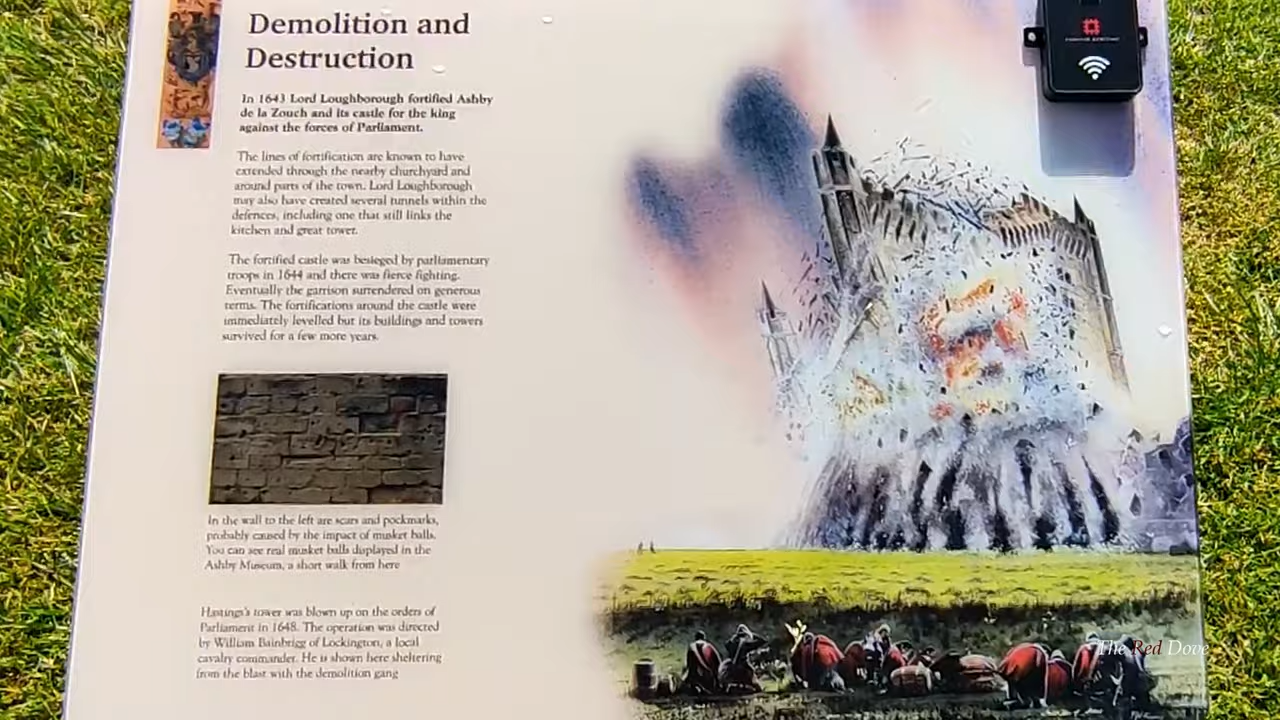 Demolition and
Destruction
In 1643 Lord Loughborough fortified Ashby
de la Zouch and its castle for the king
against the forces of Parliament.
The lines of fortification are known to have
extended through the nearby churchyard and
around parts of the town. Lord Loughborough
may also have created several tunnels within the
defences, including one that still links the
kitchen and great tower.
The fortified castle was besieged by parliamentary
troops in 1644 and there was fierce fighting.
Eventually the garrison surrendered on generous
terms. The fortifications around the castle were
immediately levelled but its buildings and towers
survived for a few more years.
In the wall to the left are scars and pockmarks,
probably caused by the impact of musket balls.
You can see real musket balls displayed in the
Ashby Museum, a short walk from here
Hastings's tower was blown up on the orders of
Parliament in 1648. The operation was directed
by William Bainbrigg of Lockington, a local
cavalry commander. He is shown here sheltering
from the blast with the demolition gang
The Red Dove